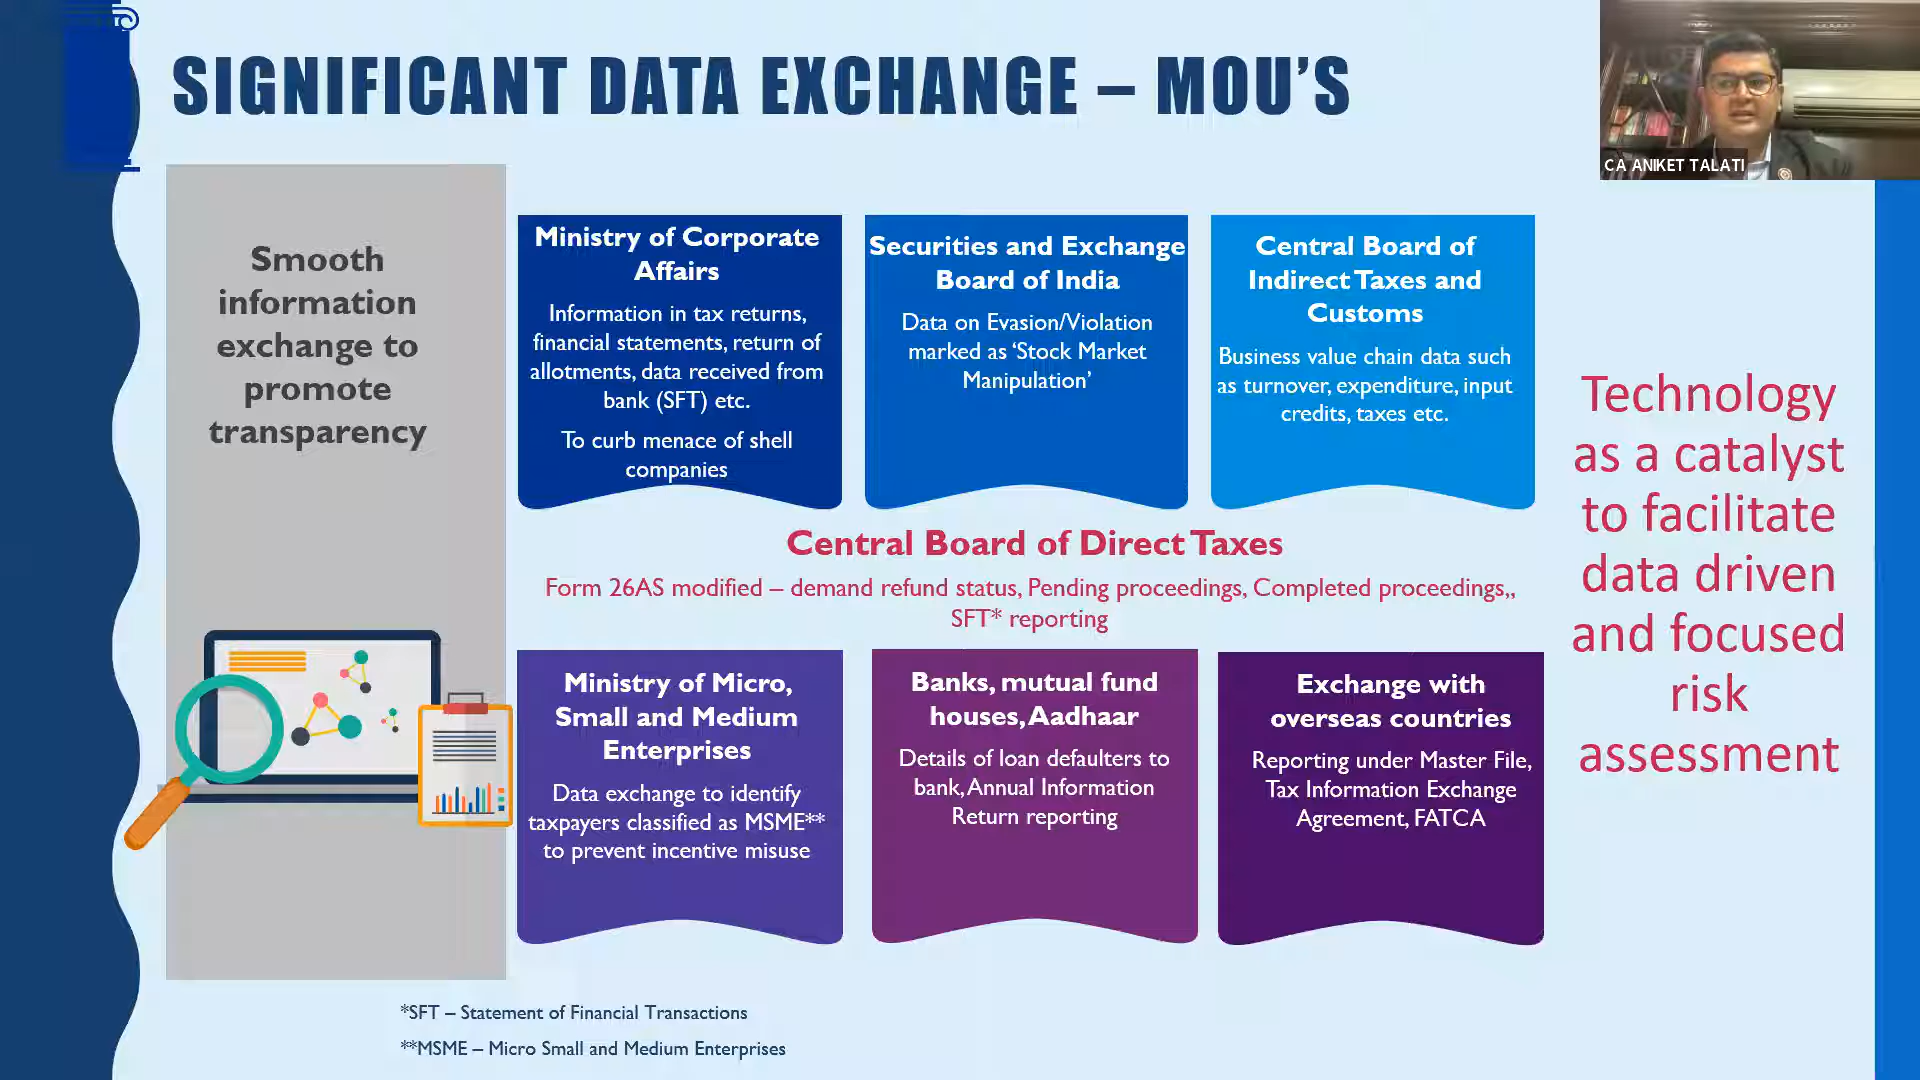 SIGNIFICANT DATA EXCHANGE – MOU’S
CA ANIKET TALATI
Smooth
information
exchange to
promote
transparency
Ministry of Corporate
Affairs
Information in tax returns,
financial statements, return of
allotments, data received from
bank (SFT) etc.
To curb menace of shell
companies
Securities and Exchange
Board of India
Data on Evasion/Violation
marked as ‘Stock Market
Manipulation’
Central Board of
Indirect Taxes and
Customs
Business value chain data such
as turnover, expenditure, input
credits, taxes etc.
Central Board of Direct Taxes
Form 26AS modified – demand refund status, Pending proceedings, Completed proceedings,,
SFT* reporting
Ministry of Micro,
Small and Medium
Enterprises
Data exchange to identify
taxpayers classified as MSME**
to prevent incentive misuse
Banks, mutual fund
houses, Aadhaar
Details of loan defaulters to
bank, Annual Information
Return reporting
Exchange with
overseas countries
Reporting under Master File,
Tax Information Exchange
Agreement, FATCA
Technology
as a catalyst
to facilitate
data driven
and focused
risk
assessment
*SFT – Statement of Financial Transactions
**MSME – Micro Small and Medium Enterprises